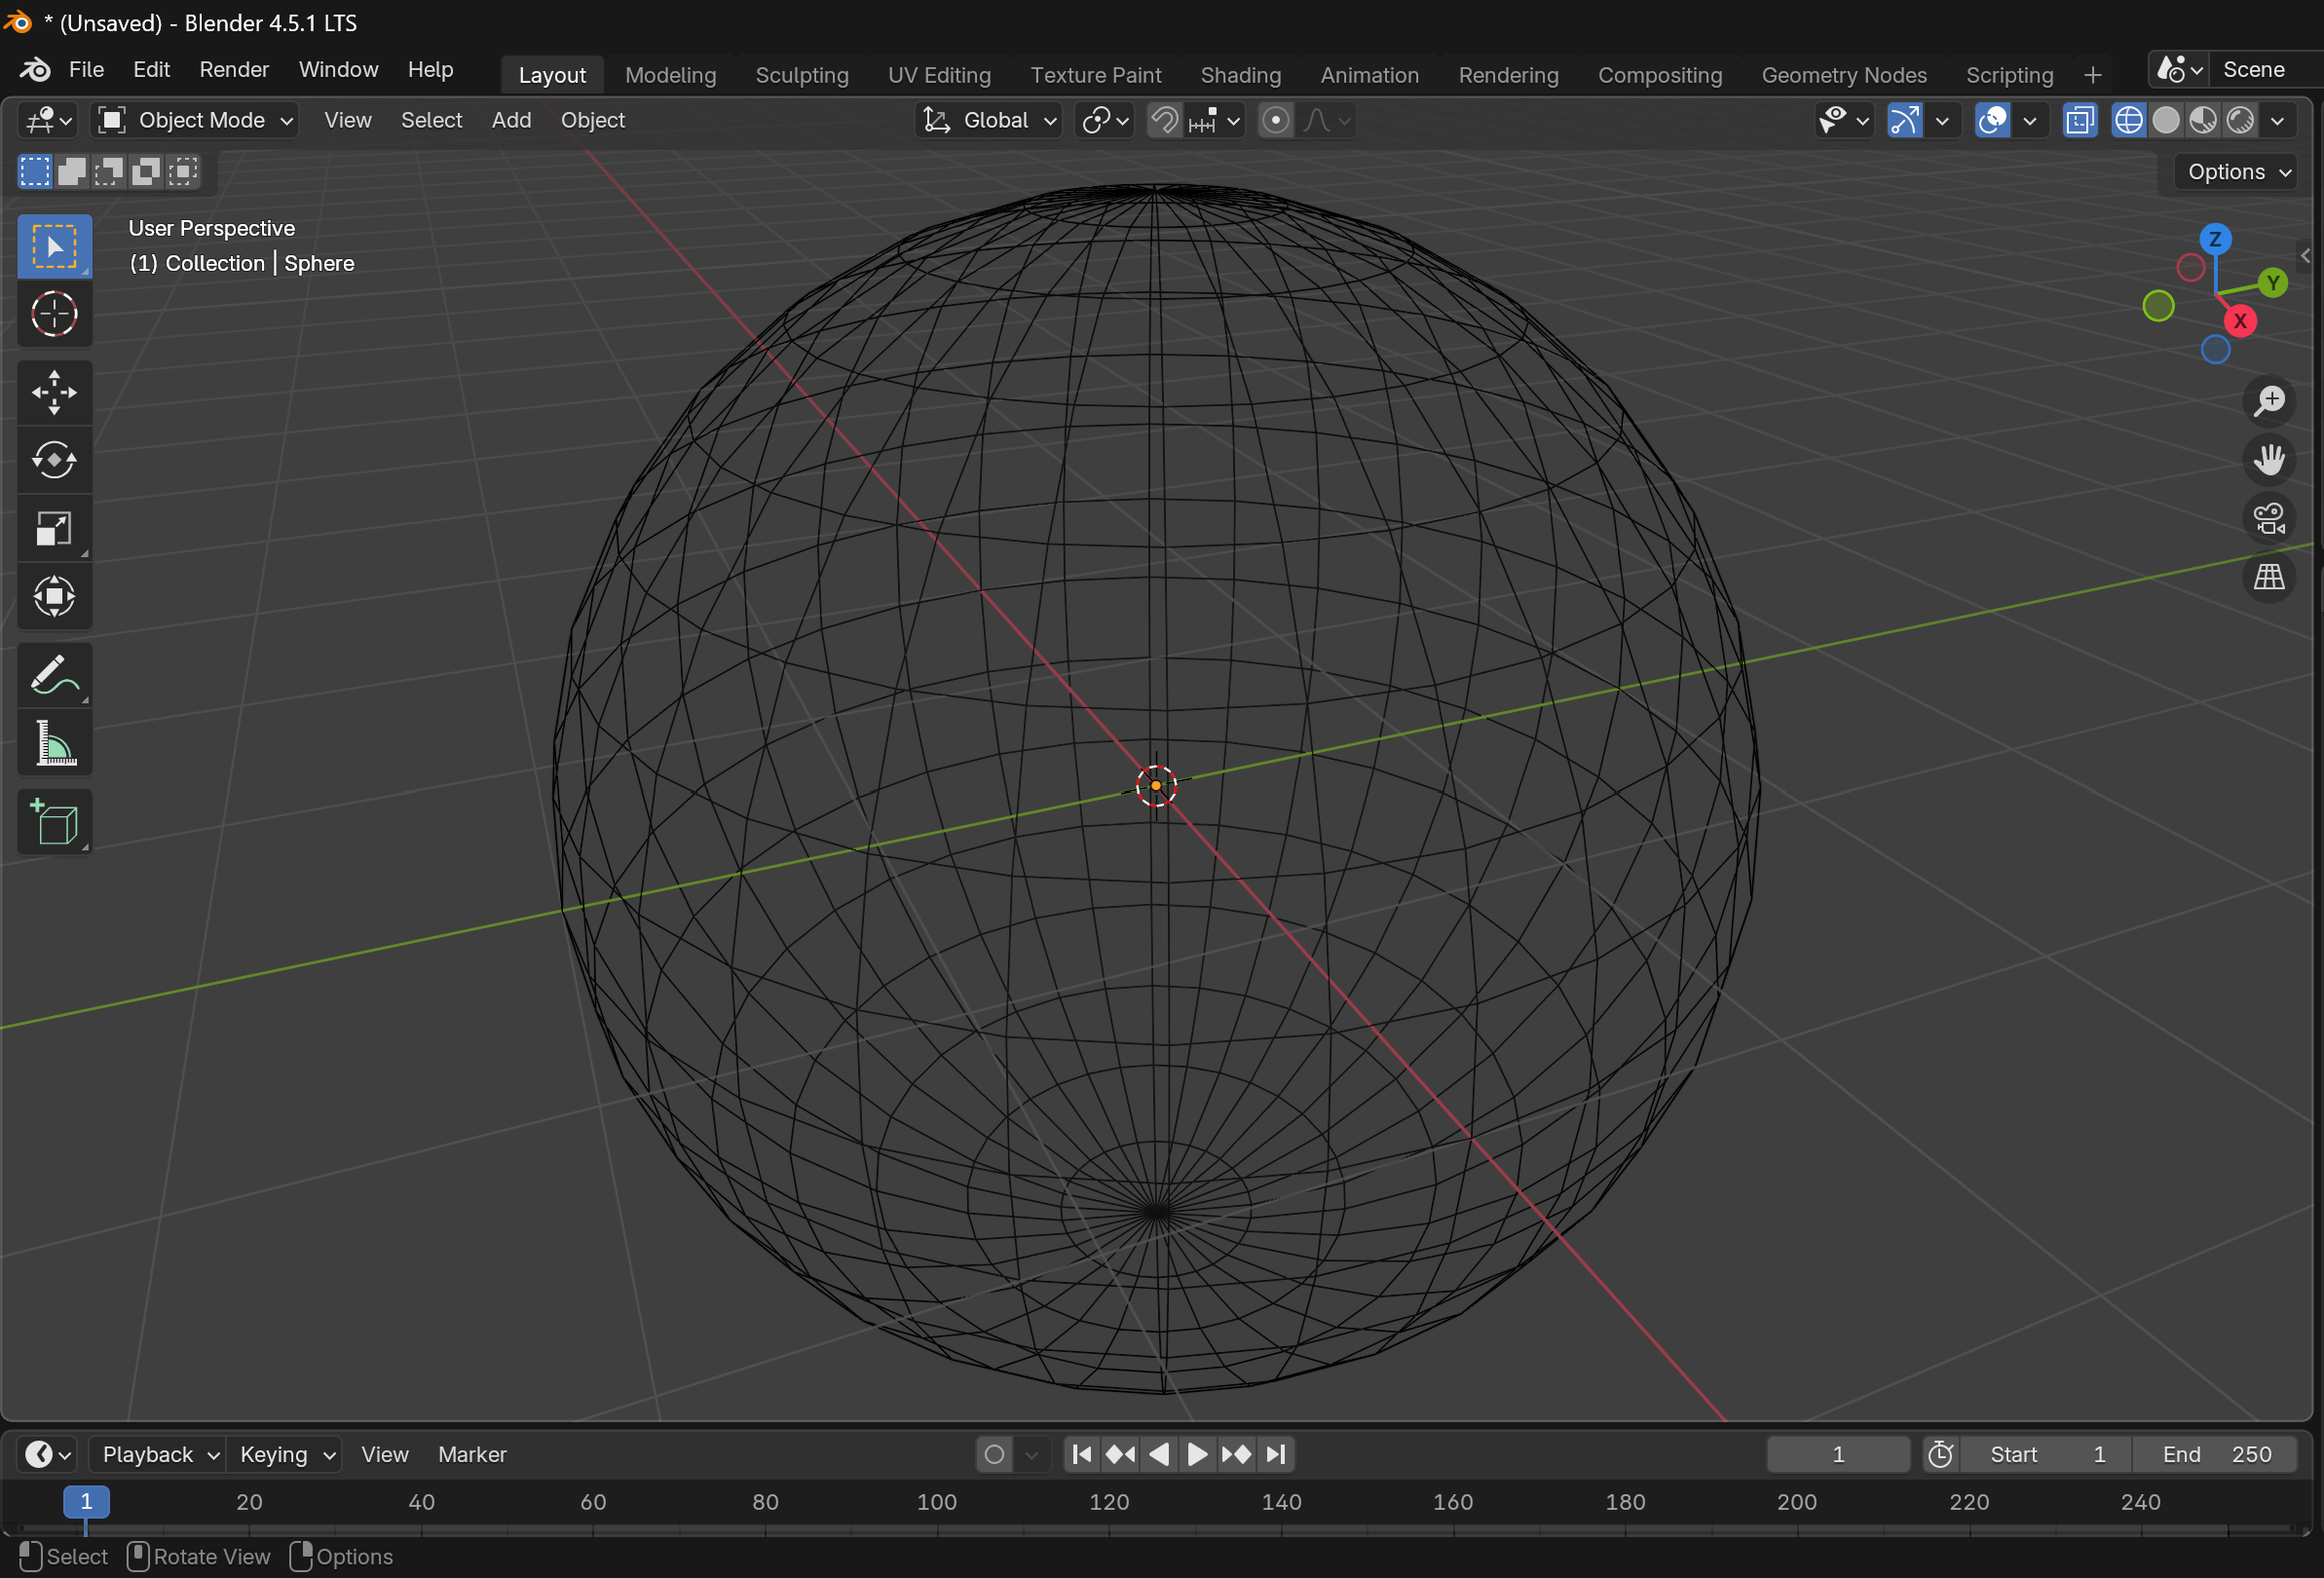 * (Unsaved) - Blender 4.5.1 LTS
File Edit Render Window Help Layout Modeling Sculpting UV Editing Texture Paint Shading Animation Rendering Compositing Geometry Nodes Scripting + Scene
Object Mode View Select Add Object Global
Options
User Perspective
(1) Collection | Sphere
Z
Y
X
Playback Keying View Marker 1 Start 1 End 250
1 20 40 60 80 100 120 140 160 180 200 220 240
Select Rotate View Options